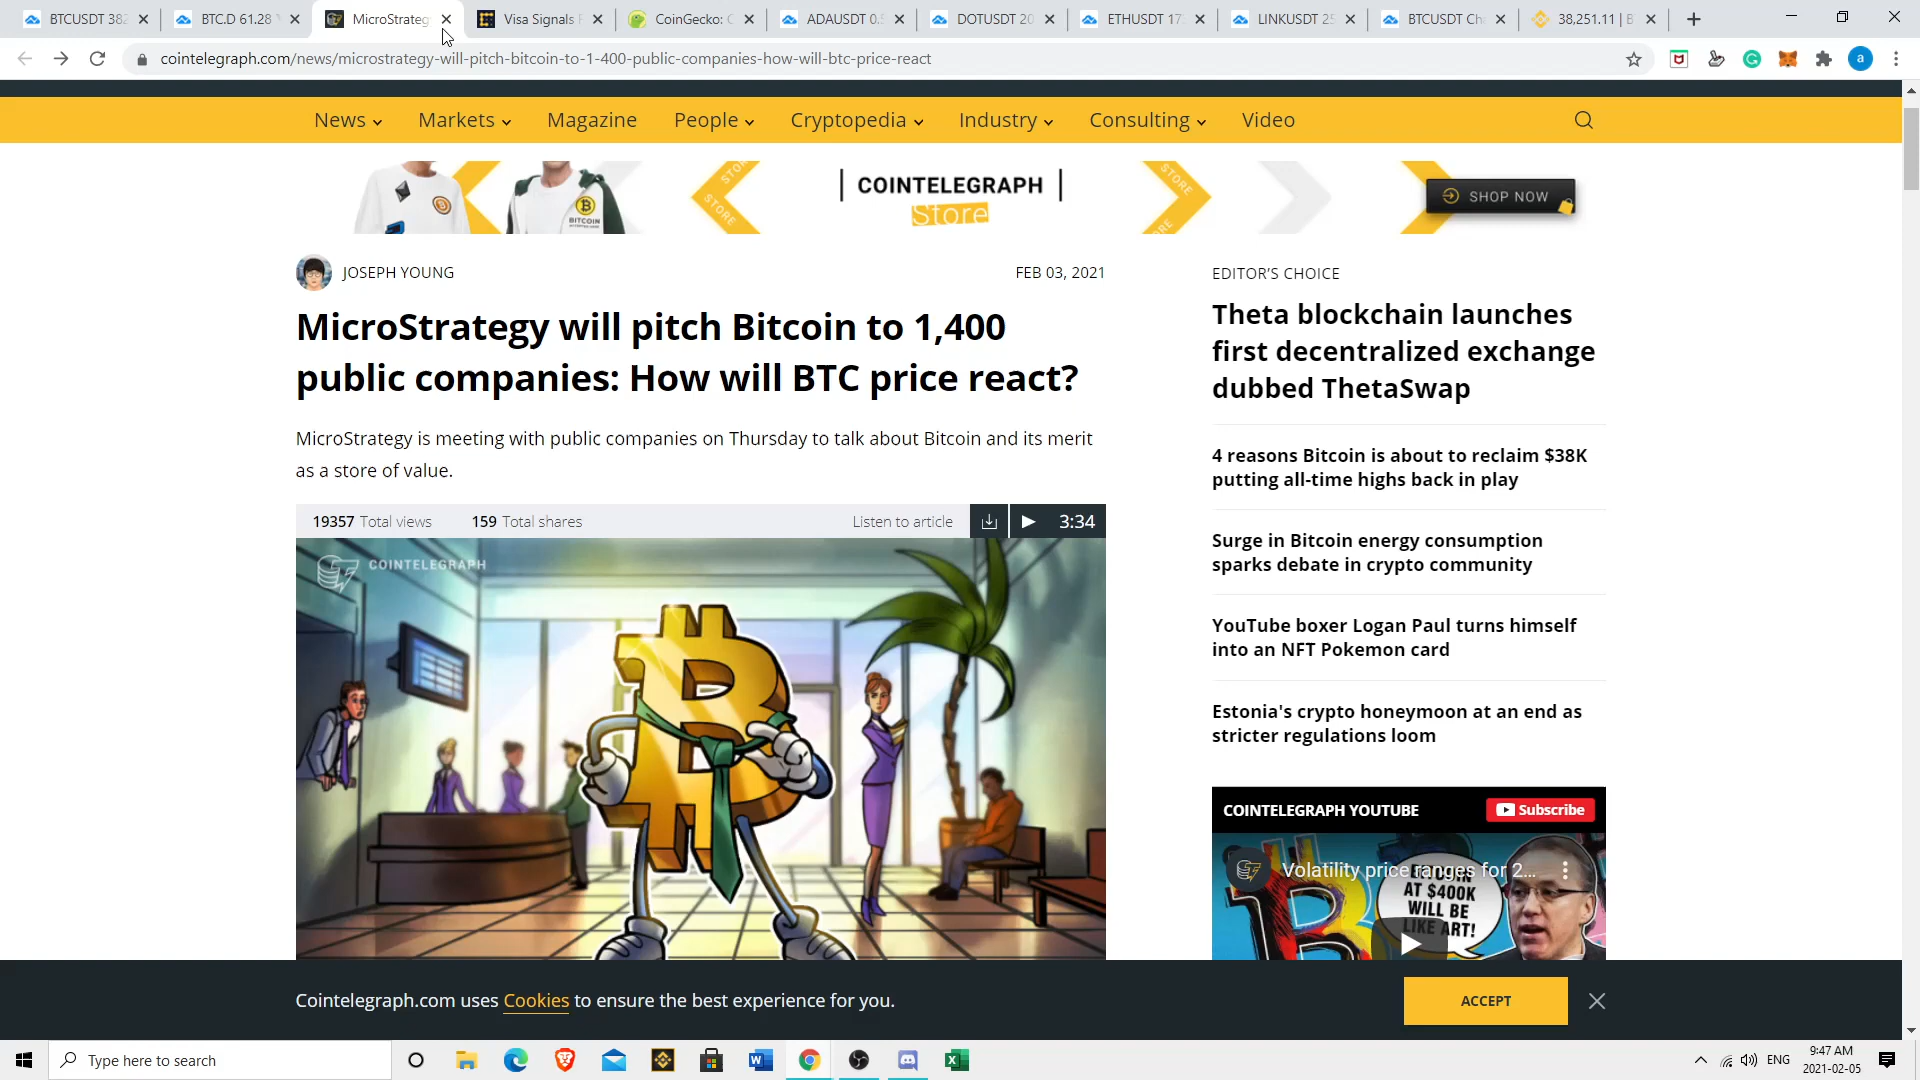 BTCUSDT 382
BTC.D 61.28
MicroStrateg
Visa Signals F
CoinGecko: C
ADAUSDT 0.5
DOTUSDT 20
ETHUSDT 17
LINKUSDT 25
BTCUSDT Ch
38,251.11 | B
cointelegraph.com/news/microstrategy-will-pitch-bitcoin-to-1-400-public-companies-how-will-btc-price-react
a
News
Markets
Magazine
People
Cryptopedia
Industry
Consulting
Video
BITCOIN
STORE
STORE
COINTELEGRAPH
Store
STORE
SHOP NOW
JOSEPH YOUNG
FEB 03, 2021
MicroStrategy will pitch Bitcoin to 1,400
public companies: How will BTC price react?
MicroStrategy is meeting with public companies on Thursday to talk about Bitcoin and its merit
as a store of value.
19357 Total views
159 Total shares
Listen to article
3:34
COINTELEGRAPH
EDITOR'S CHOICE
Theta blockchain launches
first decentralized exchange
dubbed ThetaSwap
4 reasons Bitcoin is about to reclaim $38K
putting all-time highs back in play
Surge in Bitcoin energy consumption
sparks debate in crypto community
YouTube boxer Logan Paul turns himself
into an NFT Pokemon card
Estonia's crypto honeymoon at an end as
stricter regulations loom
COINTELEGRAPH YOUTUBE
Subscribe
Volatility price ranges for 2...
AT $400K
WILL BE
LIKE ART!
Cointelegraph.com uses Cookies to ensure the best experience for you.
ACCEPT
Type here to search
ENG
9:47 AM
2021-02-05